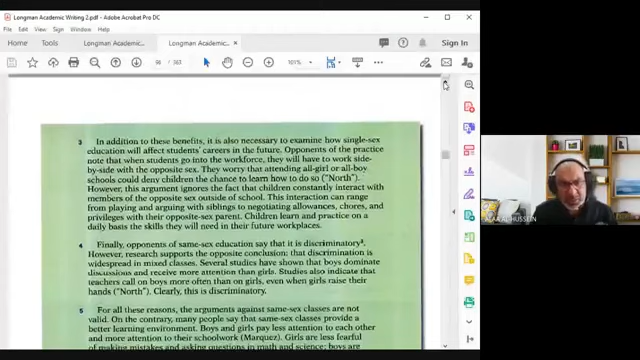 Longman Academic Writing 2.pdf - Adobe Acrobat Pro DC
File Edit View Sign Window Help
Home Tools Longman Academic... Longman Academic... × Sign In
/ 363 101%
3 In addition to these benefits, it is also necessary to examine how single-sex
education will affect students' careers in the future. Opponents of the practice
note that when students go into the workforce, they will have to work side-
by-side with the opposite sex. They worry that attending all-girl or all-boy
schools could deny children the chance to learn how to do so ("North").
However, this argument ignores the fact that children constantly interact with
members of the opposite sex outside of school. This interaction can range
from playing and arguing with siblings to negotiating allowances, chores, and
privileges with their opposite-sex parent. Children learn and practice on a
daily basis the skills they will need in their future workplaces.
4 Finally, opponents of same-sex education say that it is discriminatory⁴.
However, research supports the opposite conclusion: that discrimination is
widespread in mixed classes. Several studies have shown that boys dominate
discussions and receive more attention than girls. Studies also indicate that
teachers call on boys more often than on girls, even when girls raise their
hands ("North"). Clearly, this is discriminatory.
5 For all these reasons, the arguments against same-sex classes are not
valid. On the contrary, many people say that same-sex classes provide a
better learning environment. Boys and girls pay less attention to each other
and more attention to their schoolwork (Marquez). Girls are less fearful
of making mistakes and asking questions in math and science; boys are